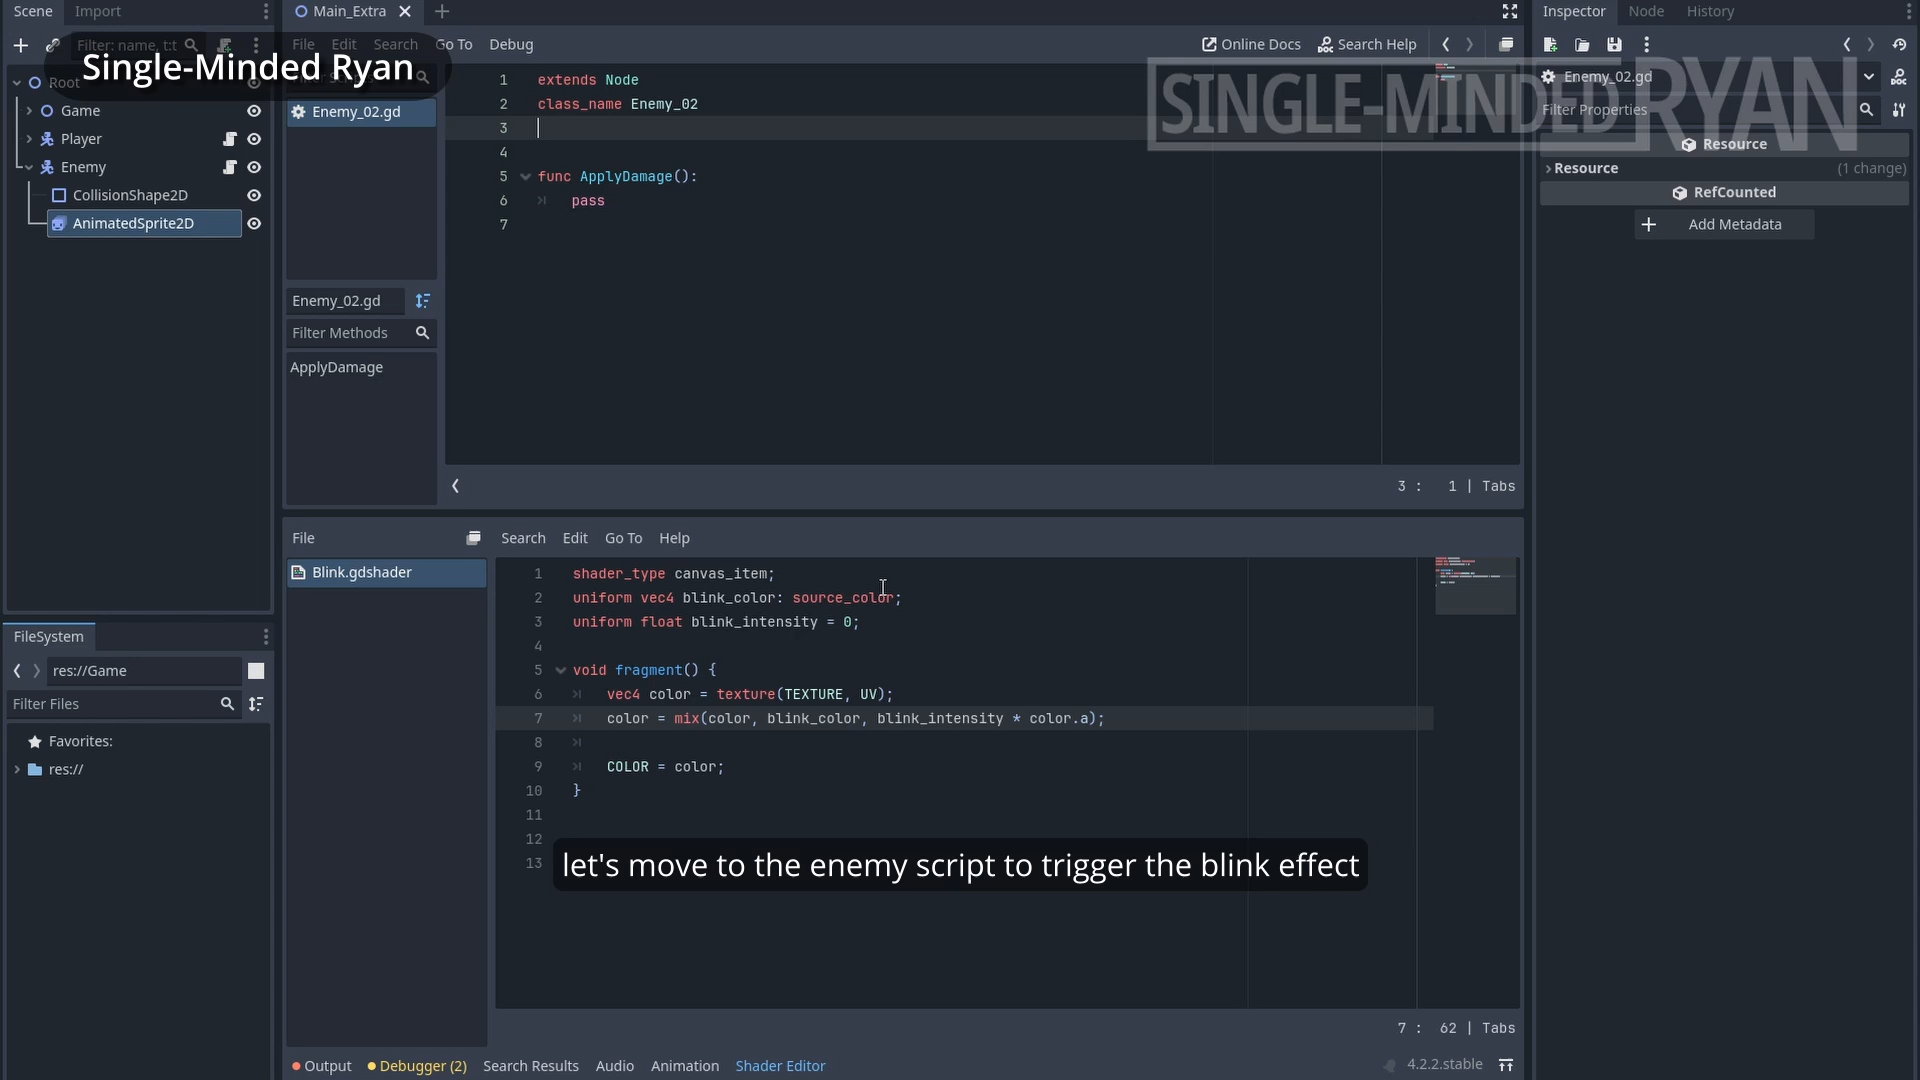 Scene Import
Main_Extra
Filter: name, t:t
File Edit Search Go To Debug
Online Docs Search Help
Inspector Node History
Single-Minded Ryan
SINGLE-MINDED RYAN
Root
Game
Player
Enemy
CollisionShape2D
AnimatedSprite2D
Enemy_02.gd
Enemy_02.gd
Filter Methods
ApplyDamage
1 extends Node
2 class_name Enemy_02
3
4
5 func ApplyDamage():
6 pass
7
3 : 1 | Tabs
Enemy_02.gd
Filter Properties
Resource
Resource (1 change)
RefCounted
Add Metadata
FileSystem
res://Game
Filter Files
Favorites:
res://
File
Search Edit Go To Help
Blink.gdshader
1 shader_type canvas_item;
2 uniform vec4 blink_color: source_color;
3 uniform float blink_intensity = 0;
4
5 void fragment() {
6 vec4 color = texture(TEXTURE, UV);
7 color = mix(color, blink_color, blink_intensity * color.a);
8
9 COLOR = color;
10 }
11
12
13
let's move to the enemy script to trigger the blink effect
7 : 62 | Tabs
Output Debugger (2) Search Results Audio Animation Shader Editor
4.2.2.stable